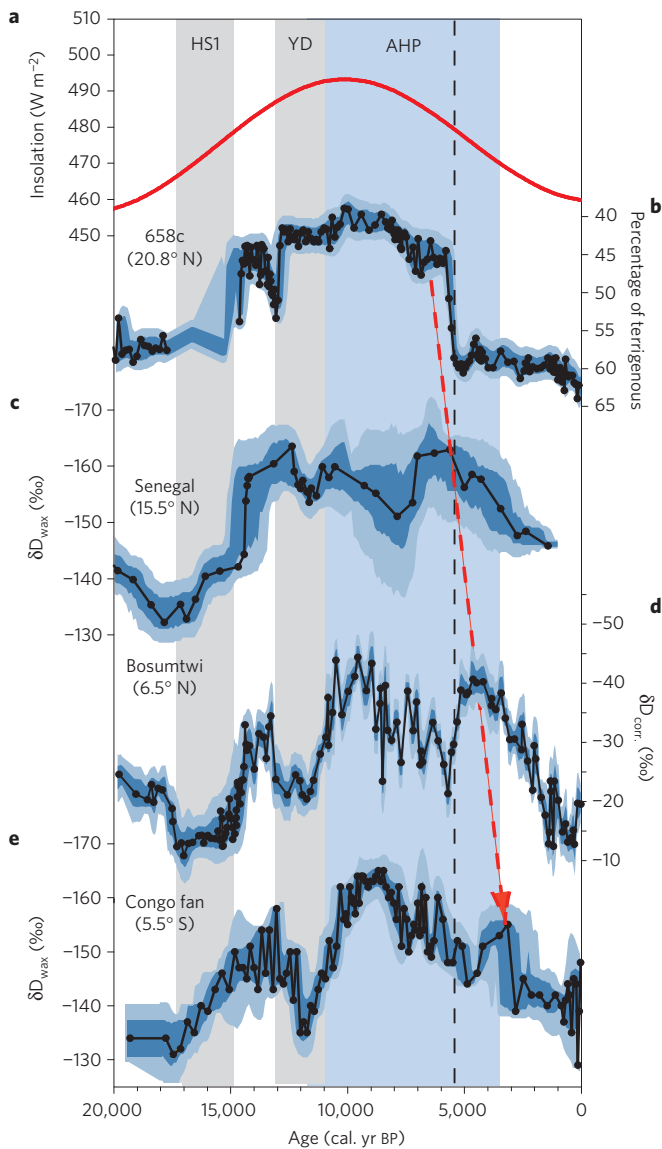 a
510
500
490
480
470
460
450
Insolation (W m−2)
HS1
YD
AHP
b
658c
(20.8° N)
40
45
50
55
60
65
Percentage of terrigenous
c
−170
−160
−150
−140
−130
δDwax (‰)
Senegal
(15.5° N)
d
Bosumtwi
(6.5° N)
−50
−40
−30
−20
−10
δDcorr. (‰)
e
−170
−160
−150
−140
−130
δDwax (‰)
Congo fan
(5.5° S)
20,000
15,000
10,000
5,000
0
Age (cal. yr BP)